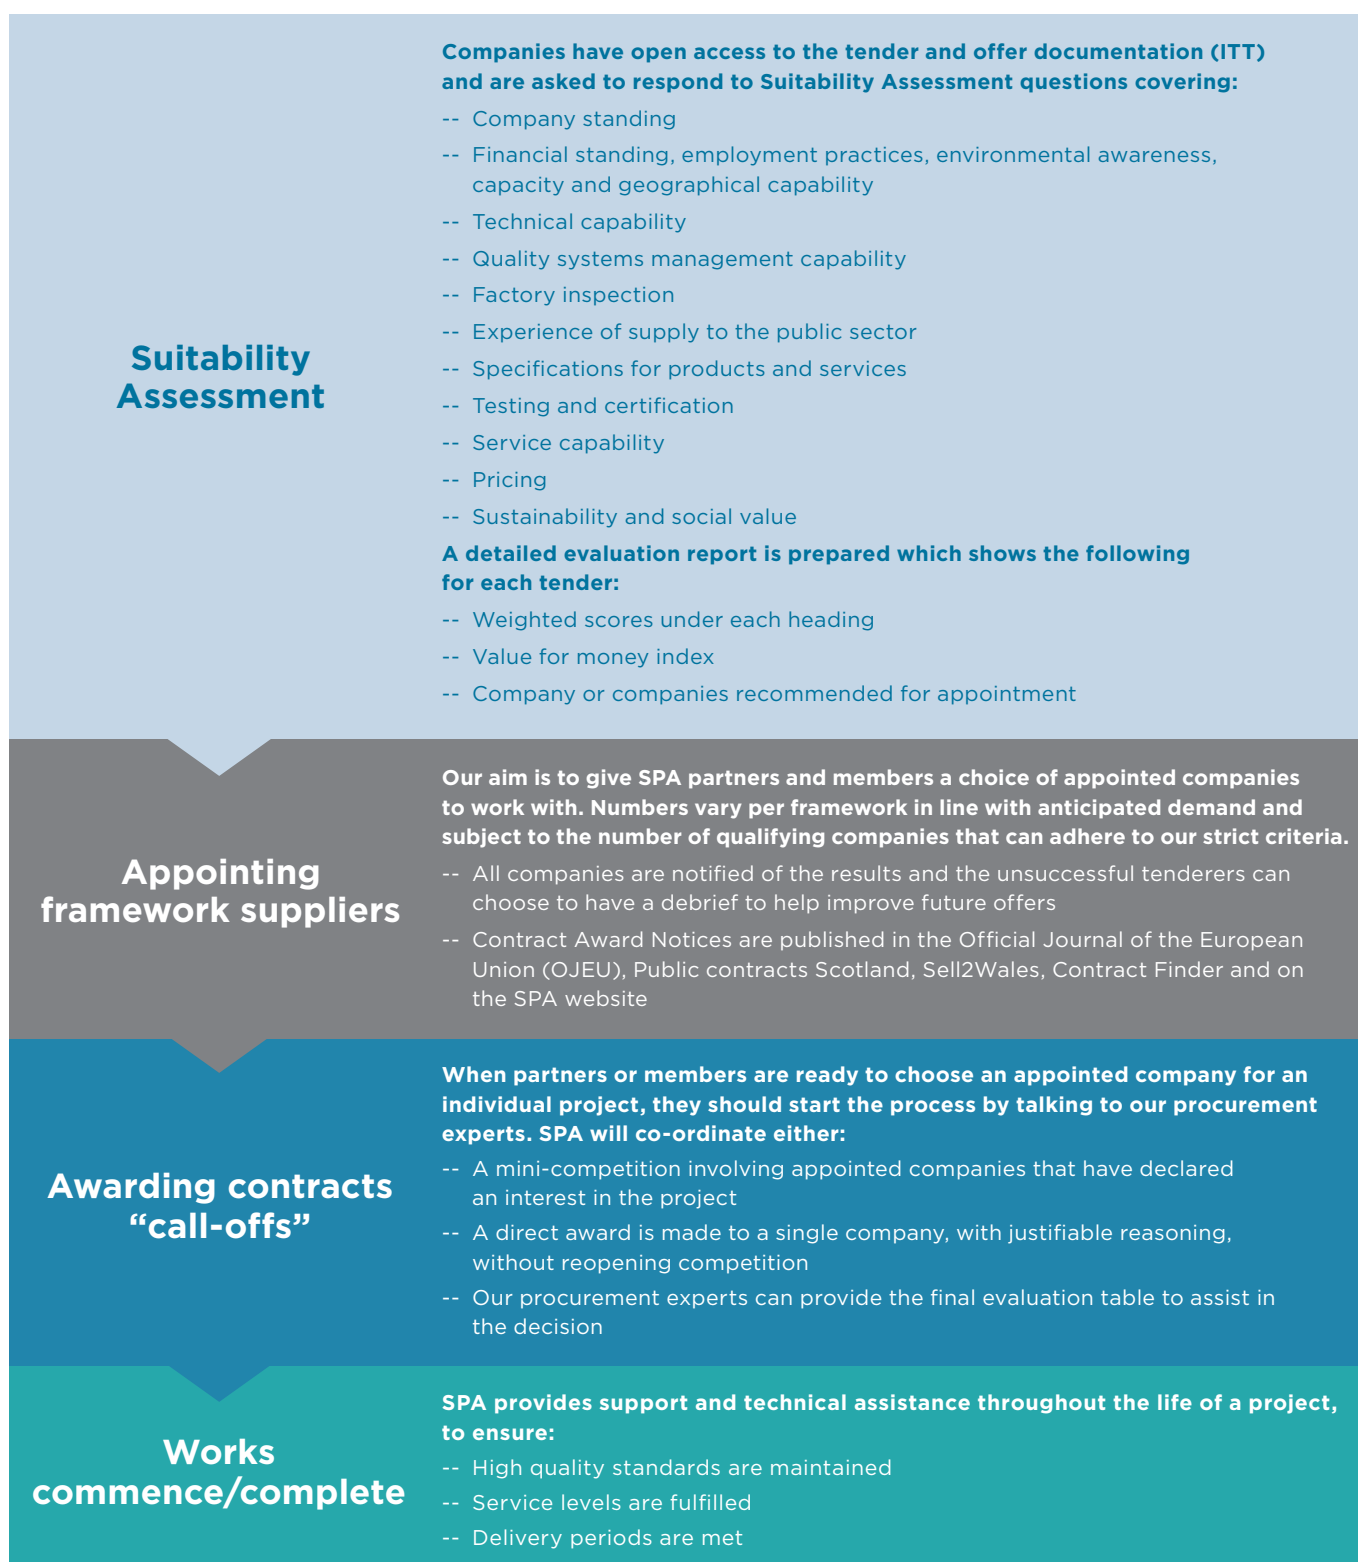 Suitability
Assessment
Companies have open access to the tender and offer documentation (ITT)
and are asked to respond to Suitability Assessment questions covering:
-- Company standing
-- Financial standing, employment practices, environmental awareness,
capacity and geographical capability
-- Technical capability
-- Quality systems management capability
-- Factory inspection
-- Experience of supply to the public sector
-- Specifications for products and services
-- Testing and certification
-- Service capability
-- Pricing
-- Sustainability and social value
A detailed evaluation report is prepared which shows the following
for each tender:
-- Weighted scores under each heading
-- Value for money index
-- Company or companies recommended for appointment
Appointing
framework suppliers
Our aim is to give SPA partners and members a choice of appointed companies
to work with. Numbers vary per framework in line with anticipated demand and
subject to the number of qualifying companies that can adhere to our strict criteria.
-- All companies are notified of the results and the unsuccessful tenderers can
choose to have a debrief to help improve future offers
-- Contract Award Notices are published in the Official Journal of the European
Union (OJEU), Public contracts Scotland, Sell2Wales, Contract Finder and on
the SPA website
Awarding contracts
“call-offs”
When partners or members are ready to choose an appointed company for an
individual project, they should start the process by talking to our procurement
experts. SPA will co-ordinate either:
-- A mini-competition involving appointed companies that have declared
an interest in the project
-- A direct award is made to a single company, with justifiable reasoning,
without reopening competition
-- Our procurement experts can provide the final evaluation table to assist in
the decision
Works
commence/complete
SPA provides support and technical assistance throughout the life of a project,
to ensure:
-- High quality standards are maintained
-- Service levels are fulfilled
-- Delivery periods are met